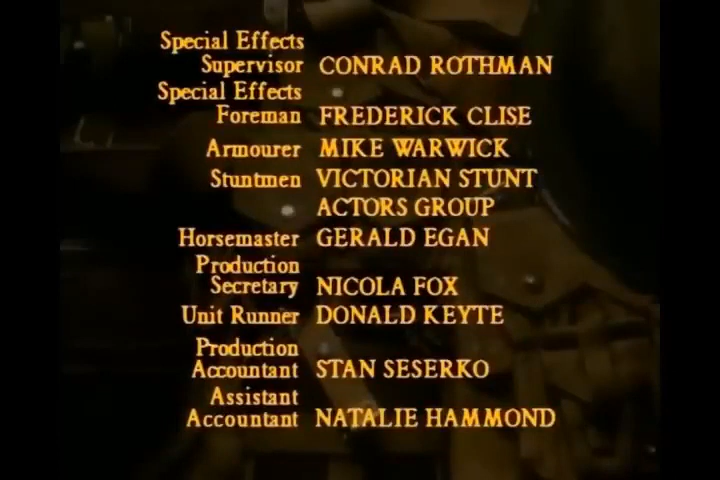 Special Effects
Supervisor CONRAD ROTHMAN
Special Effects
Foreman FREDERICK CLISE
Armourer MIKE WARWICK
Stuntmen VICTORIAN STUNT
ACTORS GROUP
Horsemaster GERALD EGAN
Production
Secretary NICOLA FOX
Unit Runner DONALD KEYTE
Production
Accountant STAN SESERKO
Assistant
Accountant NATALIE HAMMOND